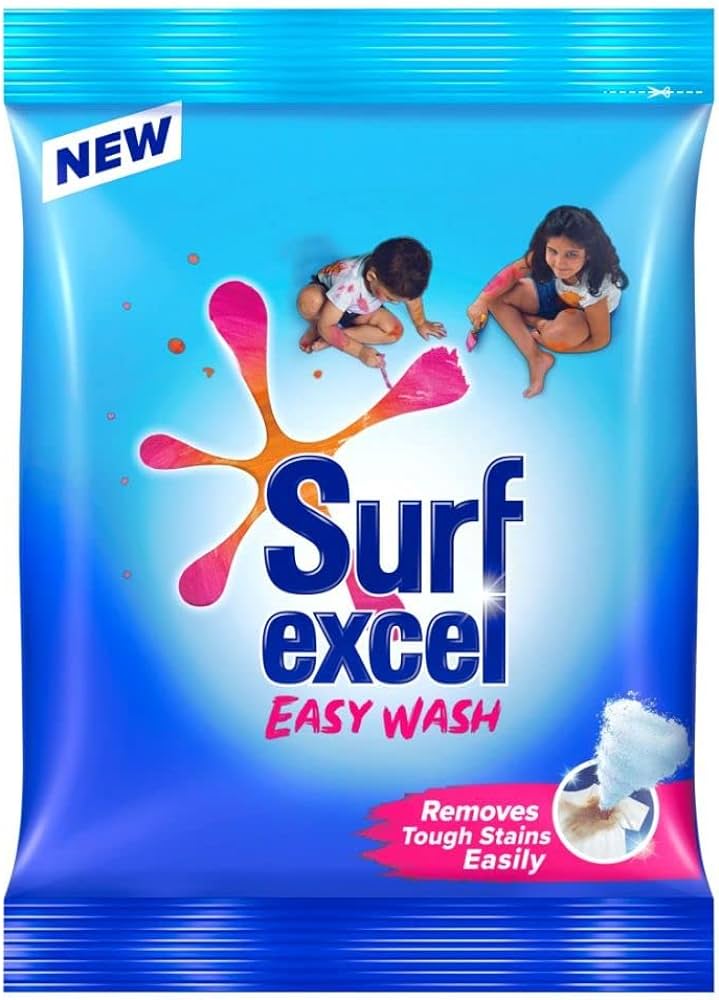 NEW
Surf
excel
EASY WASH
Removes
Tough Stains
Easily